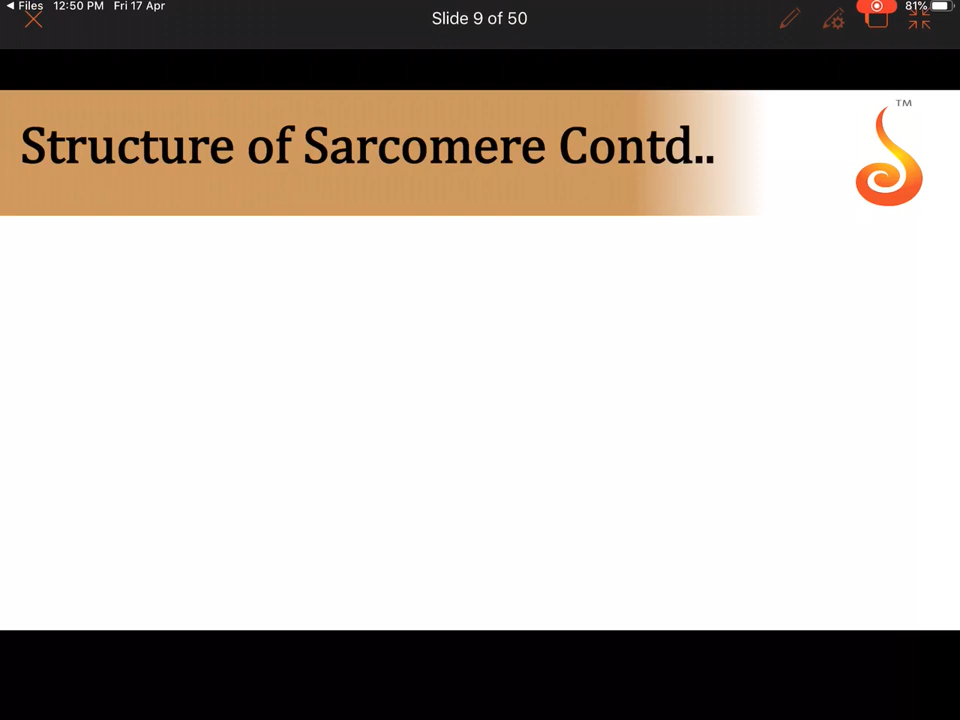 ◄ Files 12:50 PM Fri 17 Apr 81%
Slide 9 of 50
TM
Structure of Sarcomere Contd..